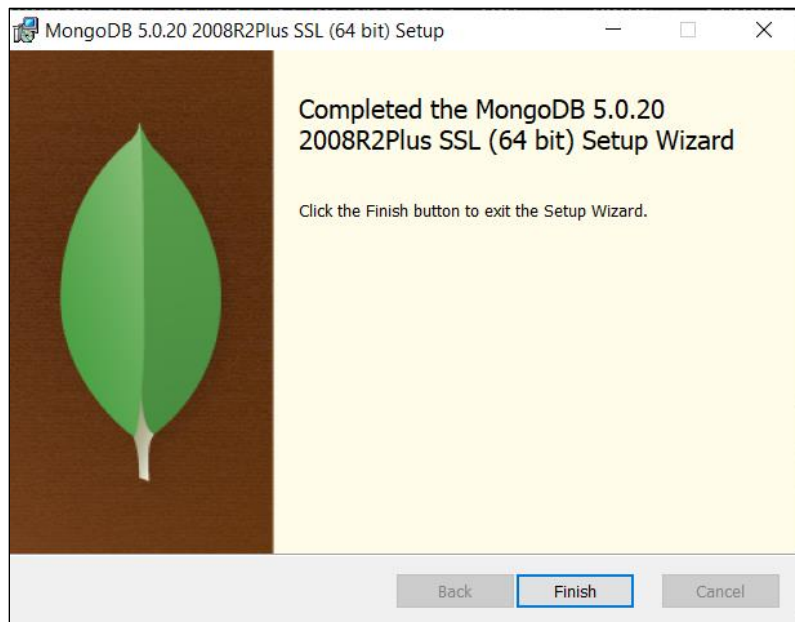 MongoDB 5.0.20 2008R2Plus SSL (64 bit) Setup
Completed the MongoDB 5.0.20
2008R2Plus SSL (64 bit) Setup Wizard
Click the Finish button to exit the Setup Wizard.
Back
Finish
Cancel